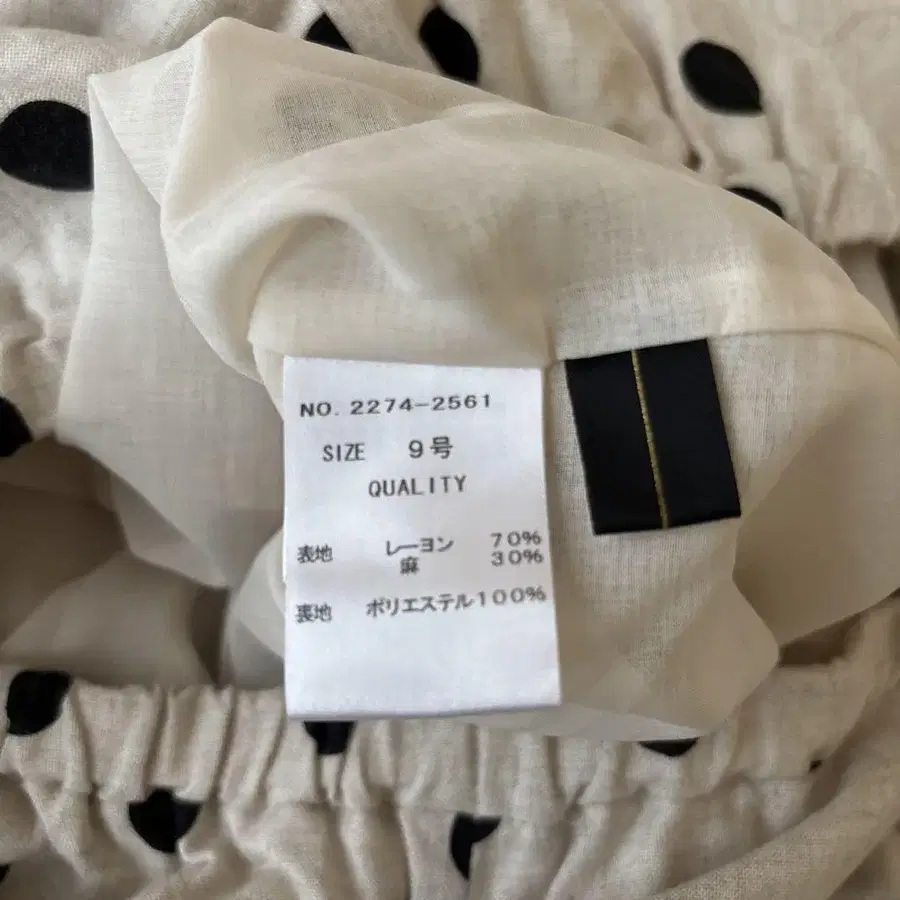 NO. 2274-2561
SIZE 9号
QUALITY
表地 レーヨン 70%
麻 30%
裏地 ポリエステル100%